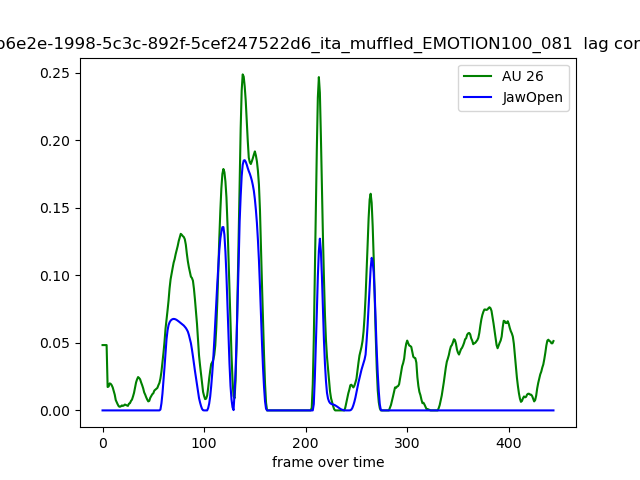 b6e2e-1998-5c3c-892f-5cef247522d6_ita_muffled_EMOTION100_081  lag cor
AU 26
JawOpen
0.25
0.20
0.15
0.10
0.05
0.00
0 100 200 300 400
frame over time